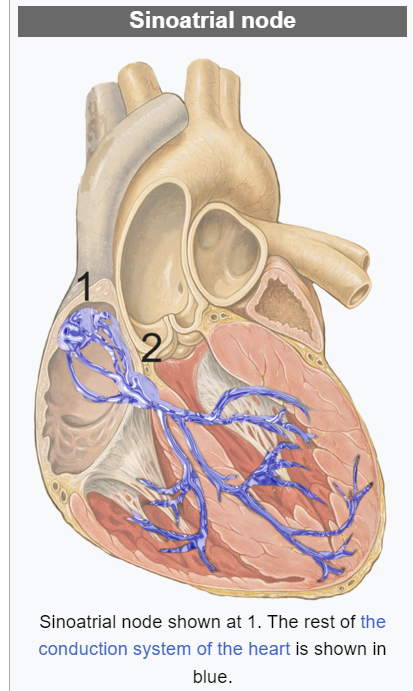 Sinoatrial node
1
2
Sinoatrial node shown at 1. The rest of the
conduction system of the heart is shown in
blue.